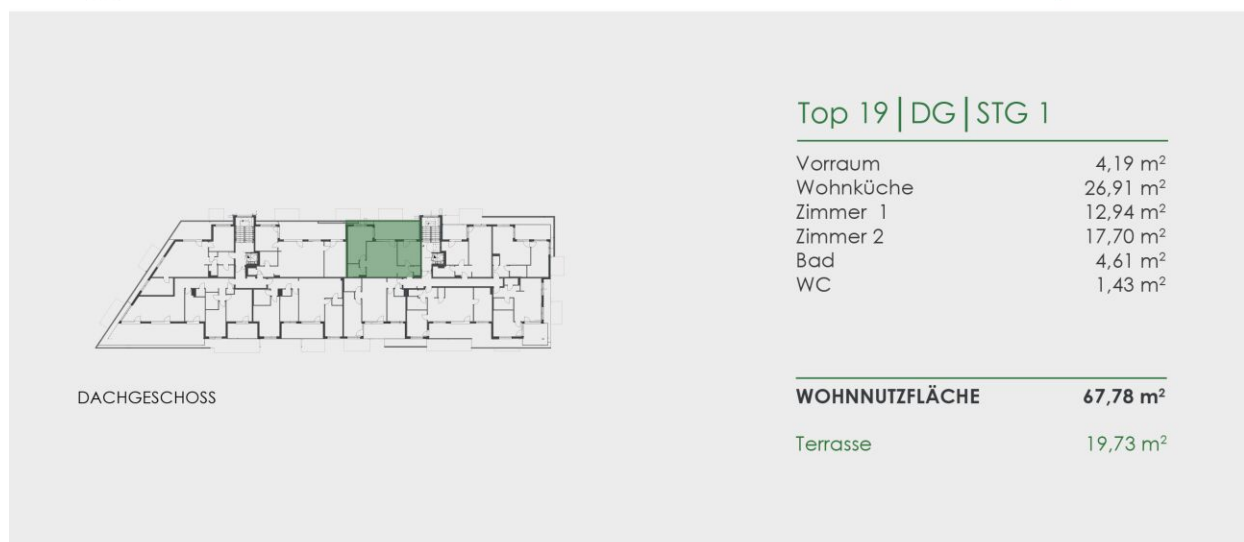 Top 19 | DG | STG 1
Vorraum 4,19 m²
Wohnküche 26,91 m²
Zimmer 1 12,94 m²
Zimmer 2 17,70 m²
Bad 4,61 m²
WC 1,43 m²
DACHGESCHOSS
WOHNNUTZFLÄCHE 67,78 m²
Terrasse 19,73 m²